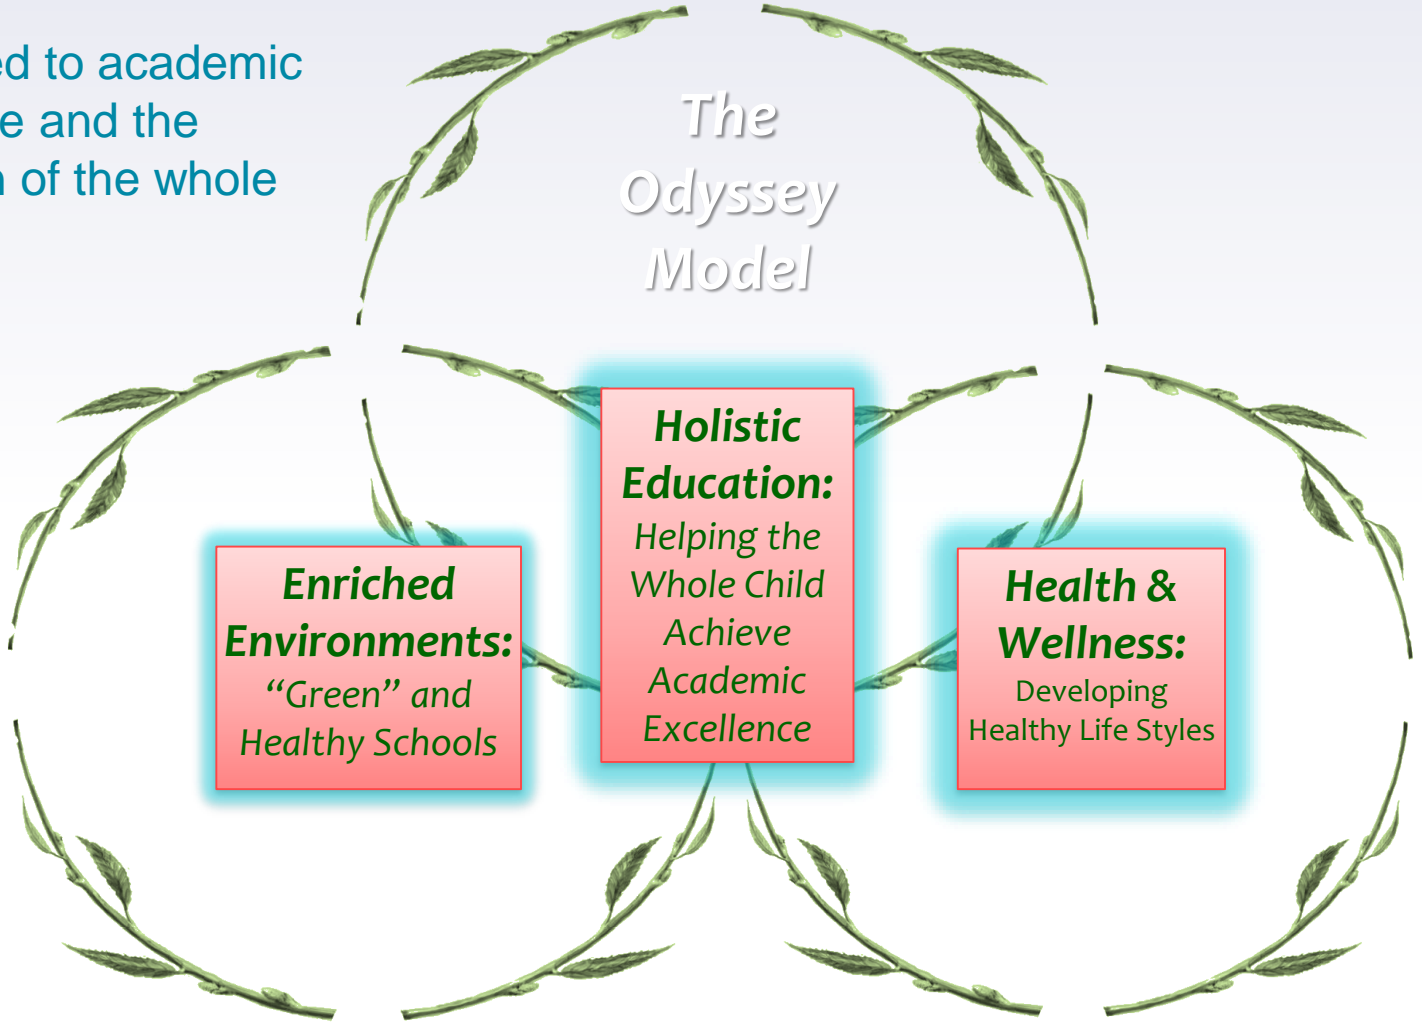 ed to academic
e and the
n of the whole
The
Odyssey
Model
Holistic
Education:
Helping the
Whole Child
Achieve
Academic
Excellence
Enriched
Environments:
“Green” and
Healthy Schools
Health &
Wellness:
Developing
Healthy Life Styles